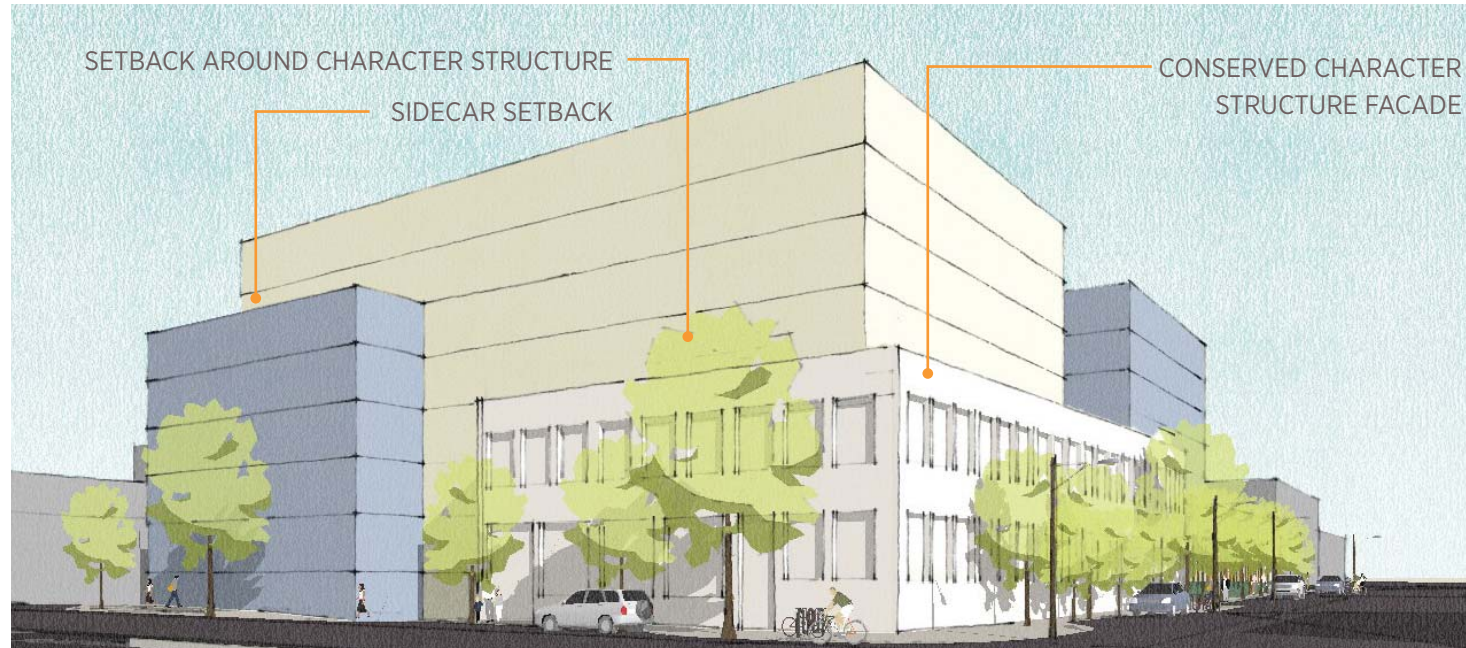 SETBACK AROUND CHARACTER STRUCTURE
SIDECAR SETBACK
CONSERVED CHARACTER
STRUCTURE FACADE